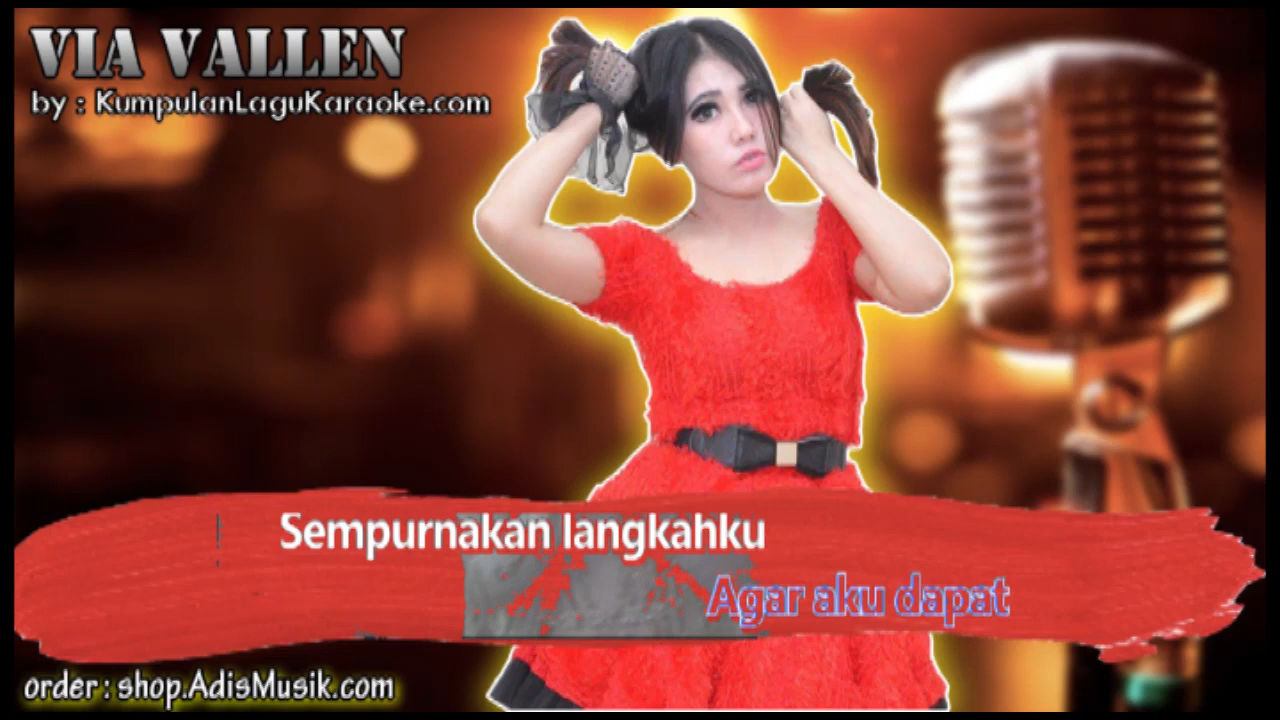 VIA VALLEN
by : KumpulanLaguKaraoke.com
Sempurnakan langkahku
Agar aku dapat
order : shop.AdisMusik.com